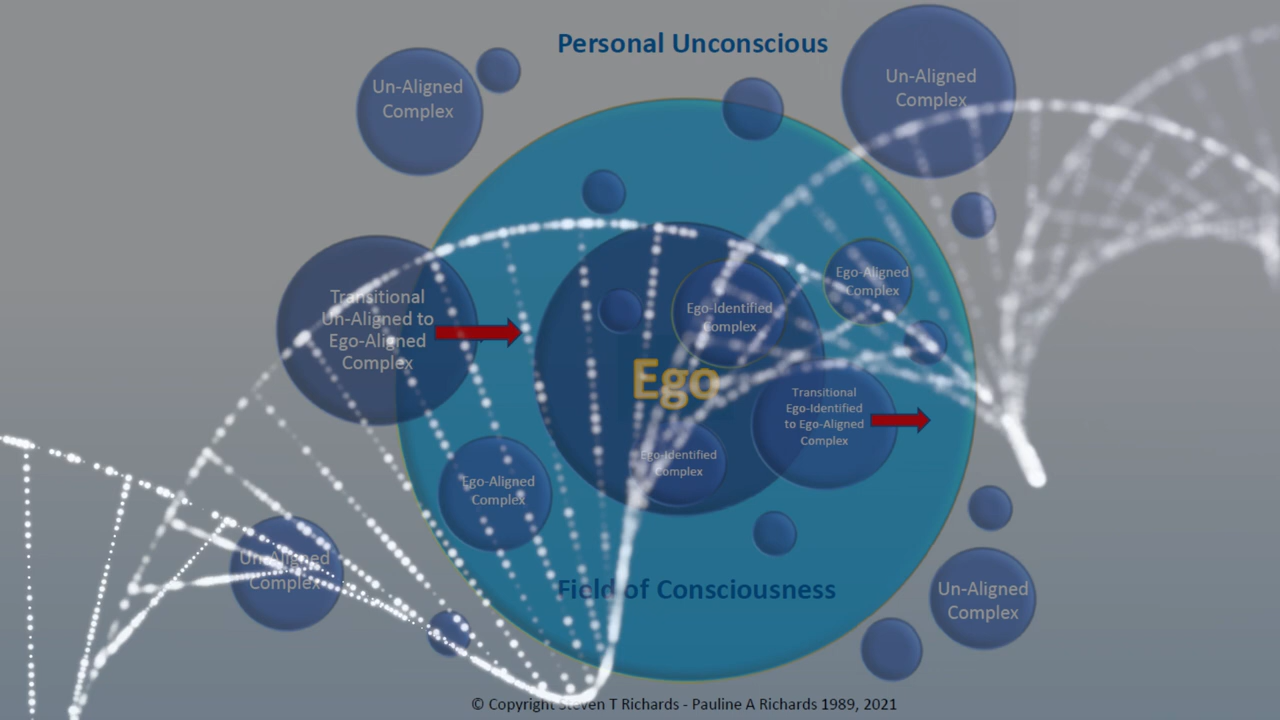 Personal Unconscious
Un-Aligned
Complex
Un-Aligned
Complex
Transitional
Un-Aligned to
Ego-Aligned
Complex
Ego-Aligned
Complex
Ego-Identified
Complex
Ego
Transitional
Ego-Identified
to Ego-Aligned
Complex
Ego-Identified
Complex
Ego-Aligned
Complex
Un-Aligned
Complex
Field of Consciousness
Un-Aligned
Complex
© Copyright Steven T Richards - Pauline A Richards 1989, 2021